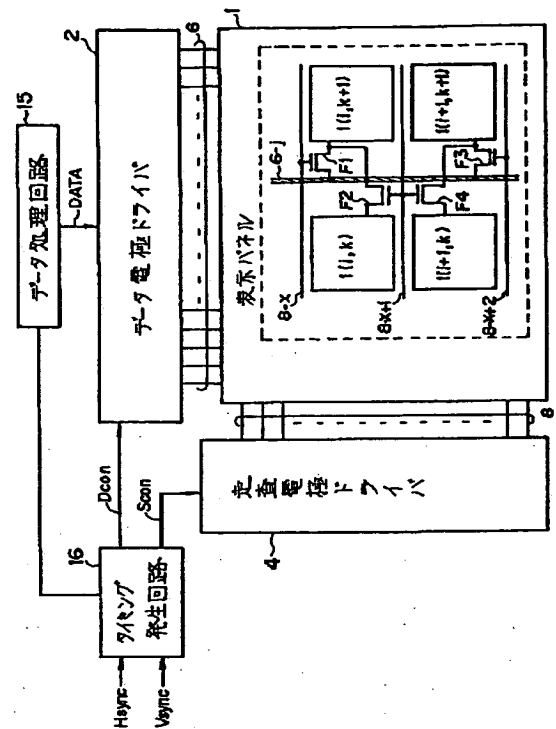 15
データ処理回路
DATA
2
データ電極ドライバ
6
1
表示パネル
6-j
8-x
F1
1(i,k+1)
1(i,k)
F2
8-x+1
1(i+1,k+1)
F3
1(i+1,k)
F4
8-x+2
8
走査電極ドライバ
4
Dcon
Scon
16
タイミング
発生回路
Hsync
Vsync